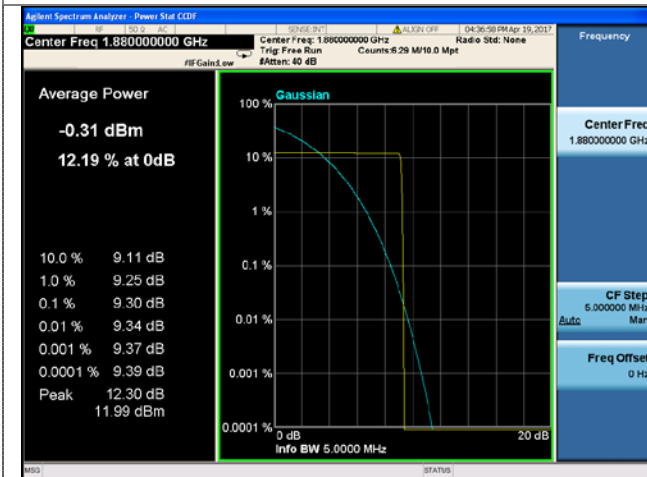 Agilent Spectrum Analyzer - Power Stat CCDF
RF 50 Ω AC SENSE:INT ALIGN OFF 04:36:58 PM Apr 19, 2017
Center Freq 1.880000000 GHz
Center Freq: 1.880000000 GHz Radio Std: None
Trig: Free Run Counts:6.29 M/10.0 Mpt
#IFGain:Low #Atten: 40 dB
Frequency
Average Power
-0.31 dBm
12.19 % at 0dB
10.0 % 9.11 dB
1.0 % 9.25 dB
0.1 % 9.30 dB
0.01 % 9.34 dB
0.001 % 9.37 dB
0.0001 % 9.39 dB
Peak 12.30 dB
11.99 dBm
Gaussian
100 %
10 %
1 %
0.1 %
0.01 %
0.001 %
0.0001 %
0 dB 20 dB
Info BW 5.0000 MHz
Center Freq
1.880000000 GHz
CF Step
5.000000 MHz
Auto Man
Freq Offset
0 Hz
MSG STATUS